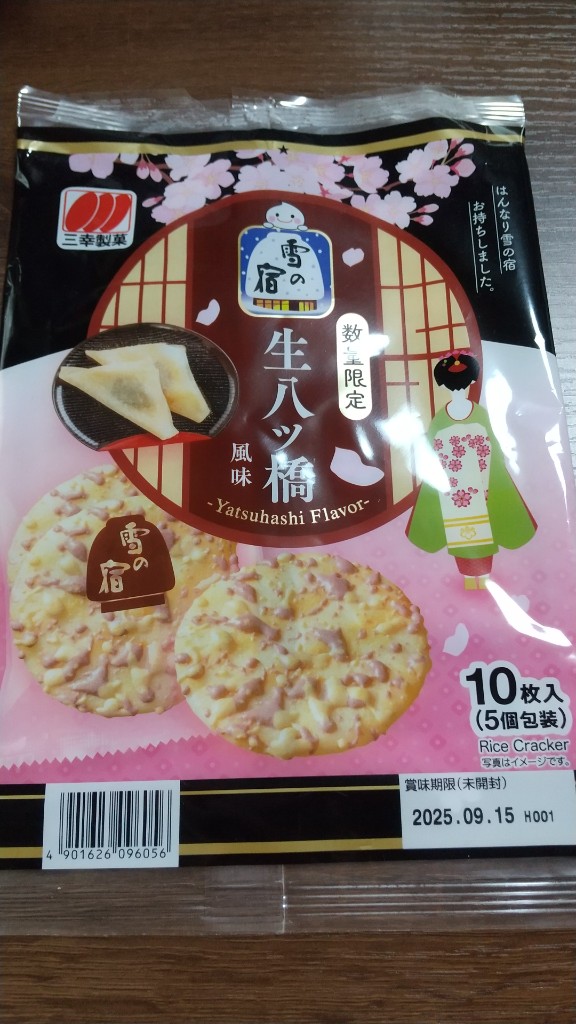 三幸製菓
はんなり雪の宿
お持ちしました。
雪の宿
数量限定
生八ツ橋
風味
-Yatsuhashi Flavor-
雪の宿
10枚入
(5個包装)
Rice Cracker
写真はイメージです。
賞味期限(未開封)
2025.09.15 H001
4 901626 096056